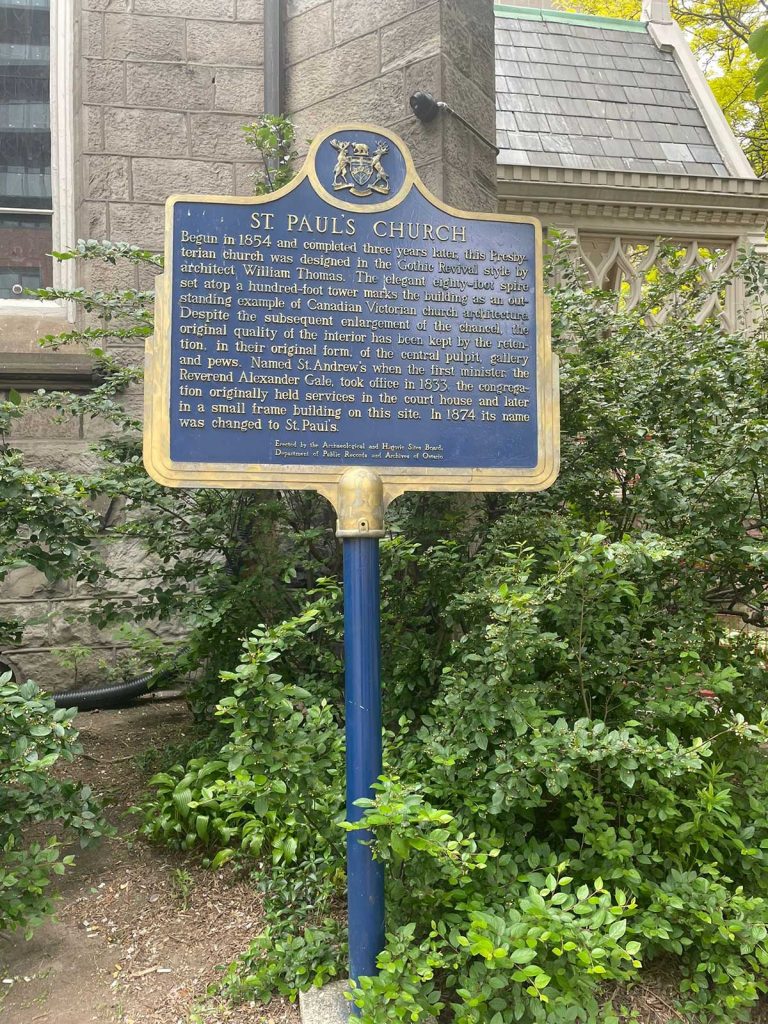 ST. PAUL'S CHURCH
Begun in 1854 and completed three years later, this Presby-
terian church was designed in the Gothic Revival style by
architect William Thomas. The elegant eighty-foot spire
set atop a hundred-foot tower marks the building as an out-
standing example of Canadian Victorian church architecture.
Despite the subsequent enlargement of the chancel, the
original quality of the interior has been kept by the reten-
tion, in their original form, of the central pulpit, gallery
and pews. Named St. Andrew's when the first minister, the
Reverend Alexander Gale, took office in 1833, the congrega-
tion originally held services in the court house and later
in a small frame building on this site. In 1874 its name
was changed to St. Paul's.
Erected by the Archaeological and Historic Sites Board,
Department of Public Records and Archives of Ontario